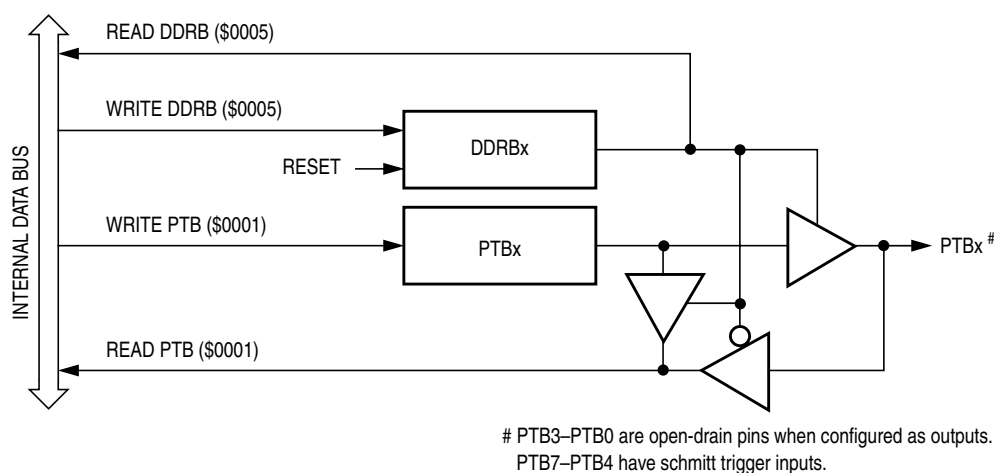 READ DDRB ($0005)
WRITE DDRB ($0005)
DDRBx
RESET
INTERNAL DATA BUS
WRITE PTB ($0001)
PTBx
PTBx #
READ PTB ($0001)
# PTB3–PTB0 are open-drain pins when configured as outputs.
PTB7–PTB4 have schmitt trigger inputs.